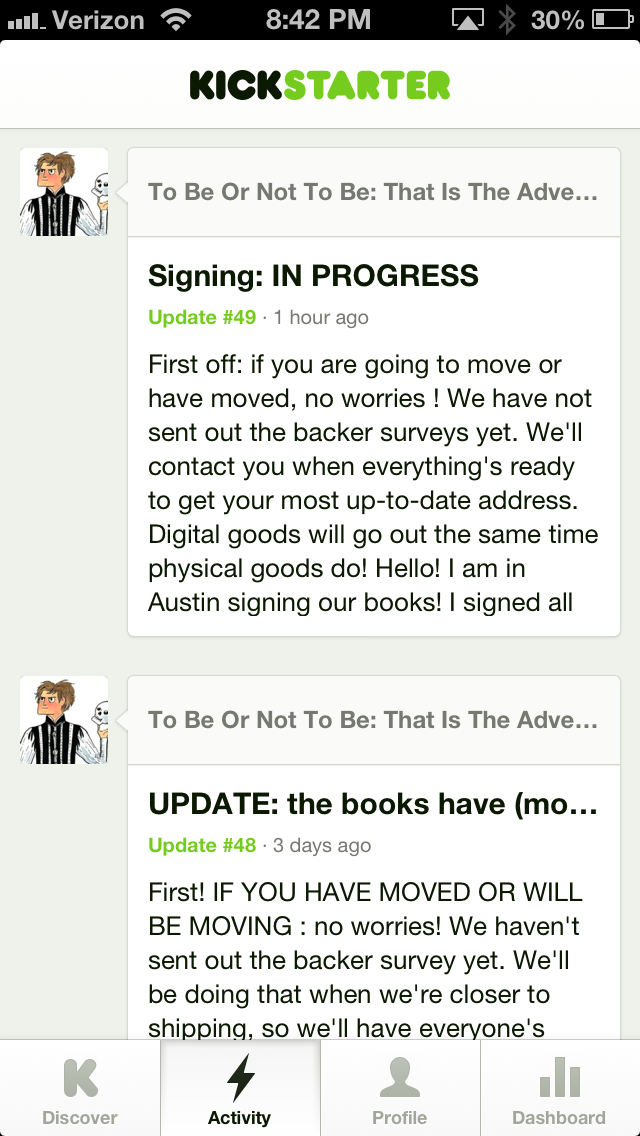 Verizon 8:42 PM 30%
KICKSTARTER
To Be Or Not To Be: That Is The Adve...
Signing: IN PROGRESS
Update #49 · 1 hour ago
First off: if you are going to move or
have moved, no worries ! We have not
sent out the backer surveys yet. We'll
contact you when everything's ready
to get your most up-to-date address.
Digital goods will go out the same time
physical goods do! Hello! I am in
Austin signing our books! I signed all
To Be Or Not To Be: That Is The Adve...
UPDATE: the books have (mo...
Update #48 · 3 days ago
First! IF YOU HAVE MOVED OR WILL
BE MOVING : no worries! We haven't
sent out the backer survey yet. We'll
be doing that when we're closer to
shipping, so we'll have everyone's
Discover Activity Profile Dashboard